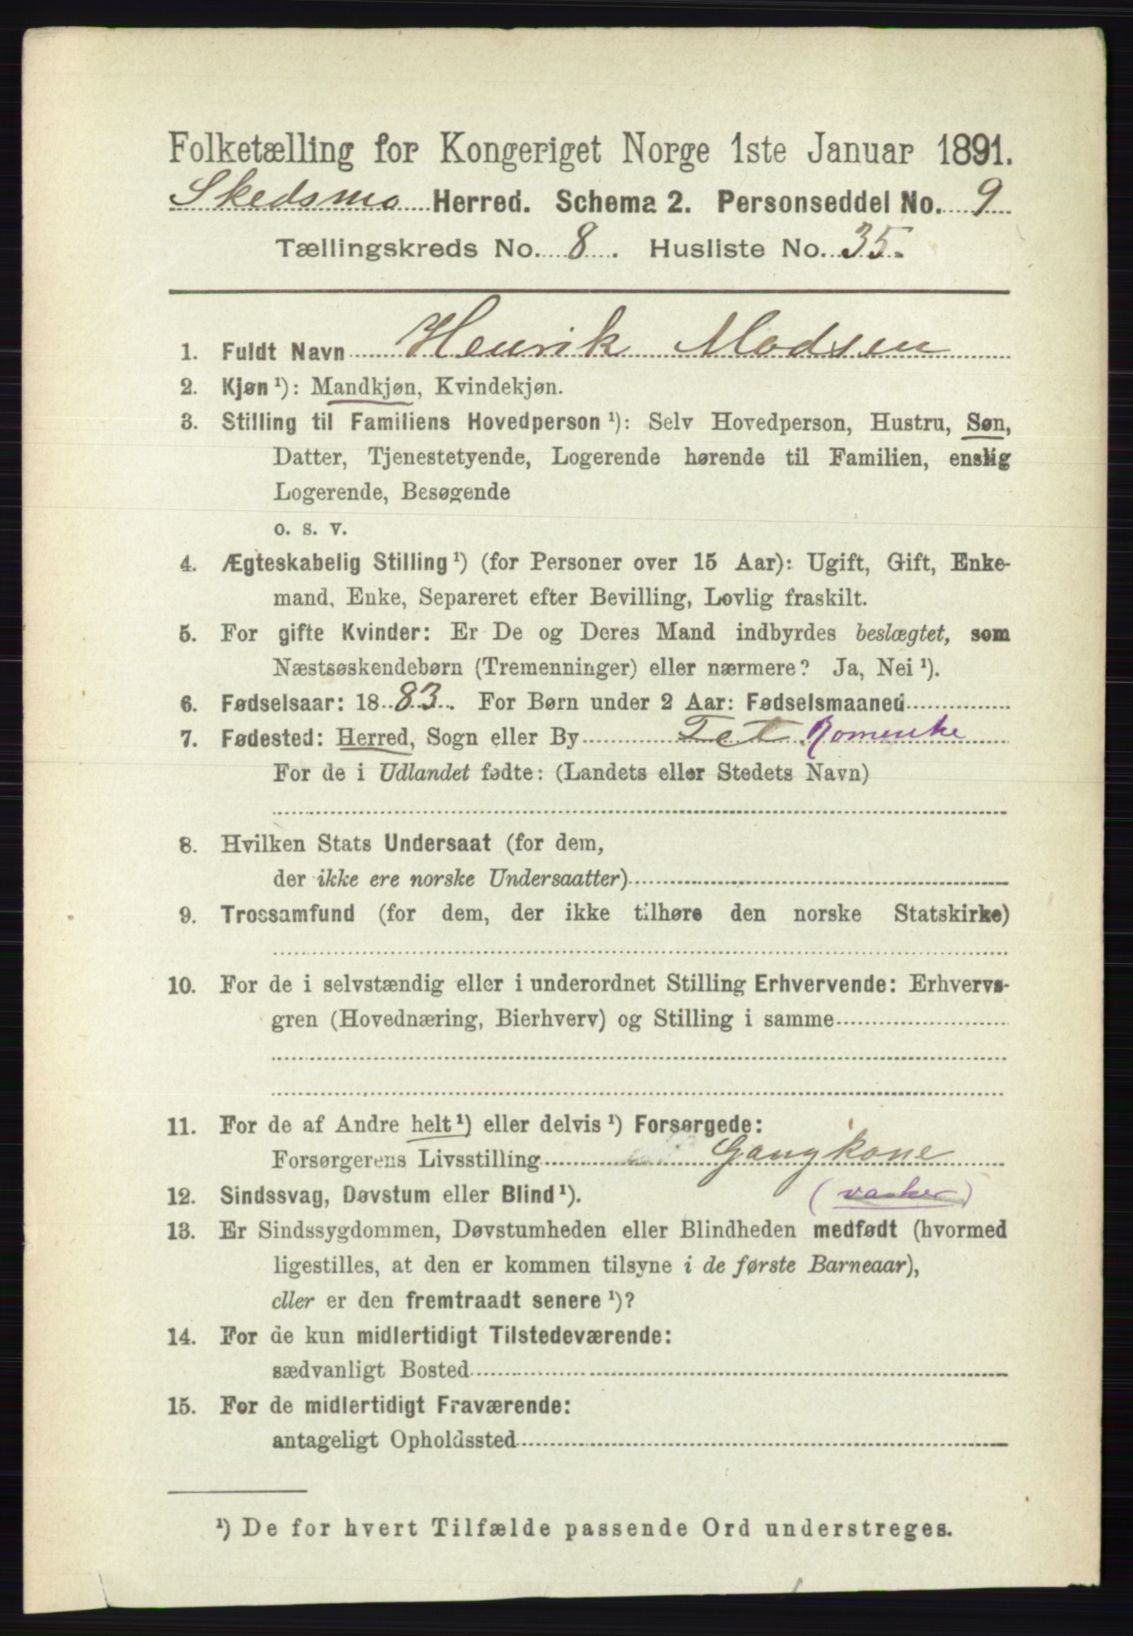 Folketælling for Kongeriget Norge 1ste Januar 1891.
Skedsmo Herred. Schema 2. Personseddel No. 9
Tællingskreds No. 8. Husliste No. 35.
1. Fuldt Navn Henrik Madsen
2. Kjøn ¹): Mandkjøn, Kvindekjøn.
3. Stilling til Familiens Hovedperson ¹): Selv Hovedperson, Hustru, Søn,
Datter, Tjenestetyende, Logerende hørende til Familien, enslig
Logerende, Besøgende
o. s. v.
4. Ægteskabelig Stilling ¹) (for Personer over 15 Aar): Ugift, Gift, Enke-
mand, Enke, Separeret efter Bevilling, Lovlig fraskilt.
5. For gifte Kvinder: Er De og Deres Mand indbyrdes beslægtet, som
Næstsøskendebørn (Tremenninger) eller nærmere? Ja, Nei ¹).
6. Fødselsaar: 1883. For Børn under 2 Aar: Fødselsmaaned
7. Fødested: Herred, Sogn eller By Fet Romerike
For de i Udlandet fødte: (Landets eller Stedets Navn)
8. Hvilken Stats Undersaat (for dem,
der ikke ere norske Undersaatter)
9. Trossamfund (for dem, der ikke tilhøre den norske Statskirke)
10. For de i selvstændig eller i underordnet Stilling Erhvervende: Erhvervs-
gren (Hovednæring, Bierhverv) og Stilling i samme
11. For de af Andre helt ¹) eller delvis ¹) Forsørgede:
Forsørgerens Livsstilling Gangkone
12. Sindssvag, Døvstum eller Blind ¹). (vasker)
13. Er Sindssygdommen, Døvstumheden eller Blindheden medfødt (hvormed
ligestilles, at den er kommen tilsyne i de første Barneaar),
eller er den fremtraadt senere ¹)?
14. For de kun midlertidigt Tilstedeværende:
sædvanligt Bosted
15. For de midlertidigt Fraværende:
antageligt Opholdssted
¹) De for hvert Tilfælde passende Ord understreges.